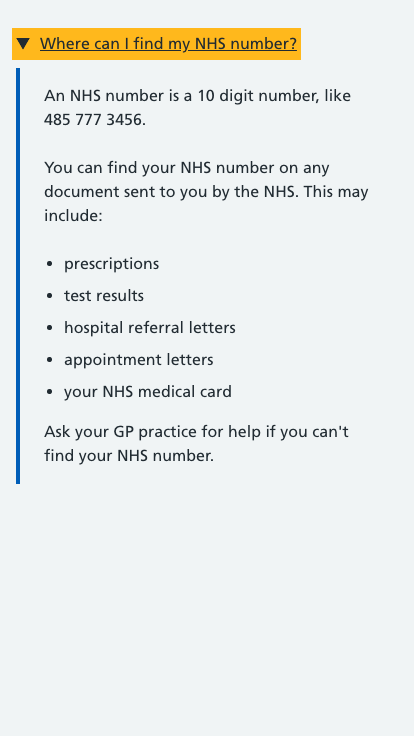 Where can I find my NHS number?
An NHS number is a 10 digit number, like
485 777 3456.
You can find your NHS number on any
document sent to you by the NHS. This may
include:
• prescriptions
• test results
• hospital referral letters
• appointment letters
• your NHS medical card
Ask your GP practice for help if you can't
find your NHS number.